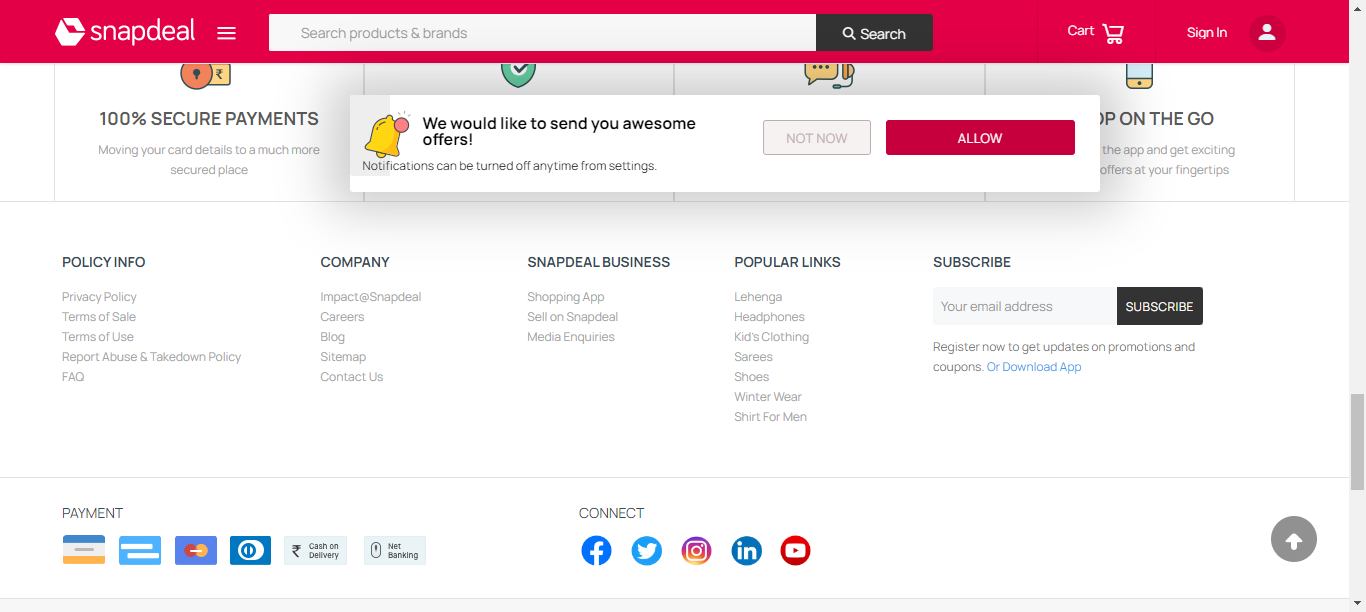 snapdeal
Search products & brands
Search
Cart
Sign In
We would like to send you awesome
offers!
Notifications can be turned off anytime from settings.
NOT NOW
ALLOW
100% SECURE PAYMENTS
Moving your card details to a much more
secured place
OP ON THE GO
the app and get exciting
offers at your fingertips
POLICY INFO
Privacy Policy
Terms of Sale
Terms of Use
Report Abuse & Takedown Policy
FAQ
COMPANY
Impact@Snapdeal
Careers
Blog
Sitemap
Contact Us
SNAPDEAL BUSINESS
Shopping App
Sell on Snapdeal
Media Enquiries
POPULAR LINKS
Lehenga
Headphones
Kid's Clothing
Sarees
Shoes
Winter Wear
Shirt For Men
SUBSCRIBE
Your email address
SUBSCRIBE
Register now to get updates on promotions and
coupons. Or Download App
PAYMENT
₹ Cash on
Delivery
Net
Banking
CONNECT